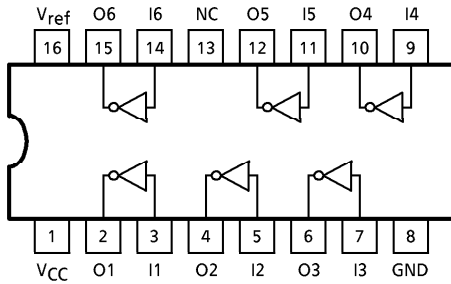 Vref O6 I6 NC O5 I5 O4 I4
16 15 14 13 12 11 10 9
1 2 3 4 5 6 7 8
VCC O1 I1 O2 I2 O3 I3 GND